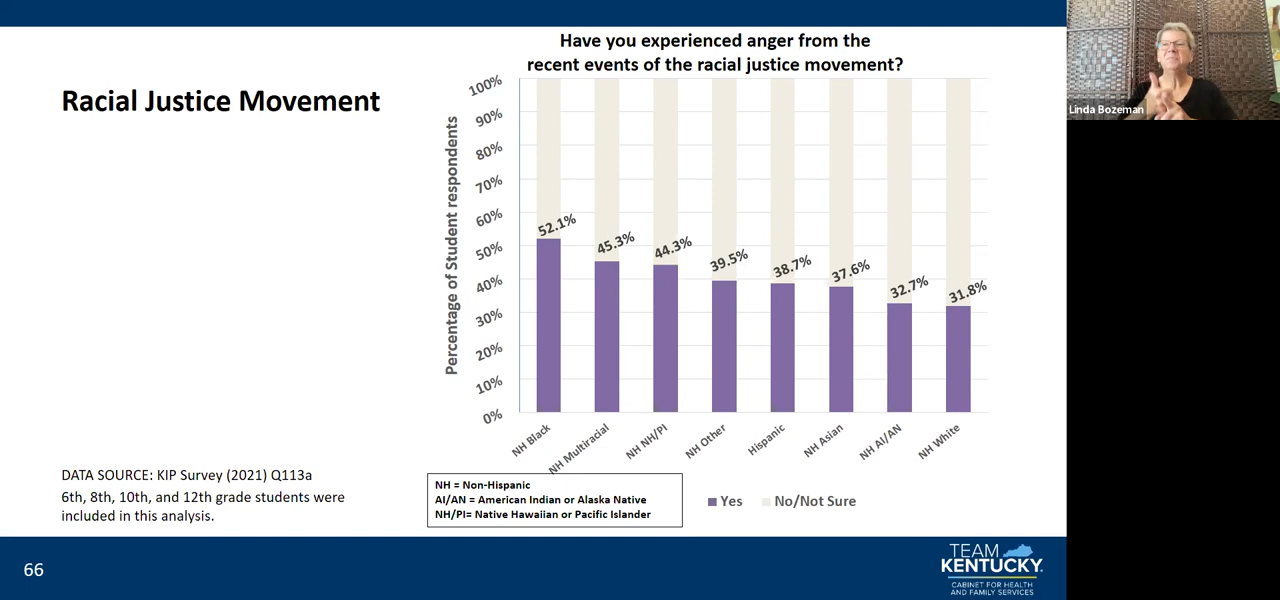 Racial Justice Movement
Have you experienced anger from the
recent events of the racial justice movement?
Percentage of Student respondents
100%
90%
80%
70%
60%
50%
40%
30%
20%
10%
0%
52.1%
45.3%
44.3%
39.5%
38.7%
37.6%
32.7%
31.8%
NH Black
NH Multiracial
NH NH/PI
NH Other
Hispanic
NH Asian
NH AI/AN
NH White
NH = Non-Hispanic
AI/AN = American Indian or Alaska Native
NH/PI= Native Hawaiian or Pacific Islander
Yes
No/Not Sure
DATA SOURCE: KIP Survey (2021) Q113a
6th, 8th, 10th, and 12th grade students were
included in this analysis.
66
TEAM
KENTUCKY.
CABINET FOR HEALTH
AND FAMILY SERVICES
Linda Bozeman